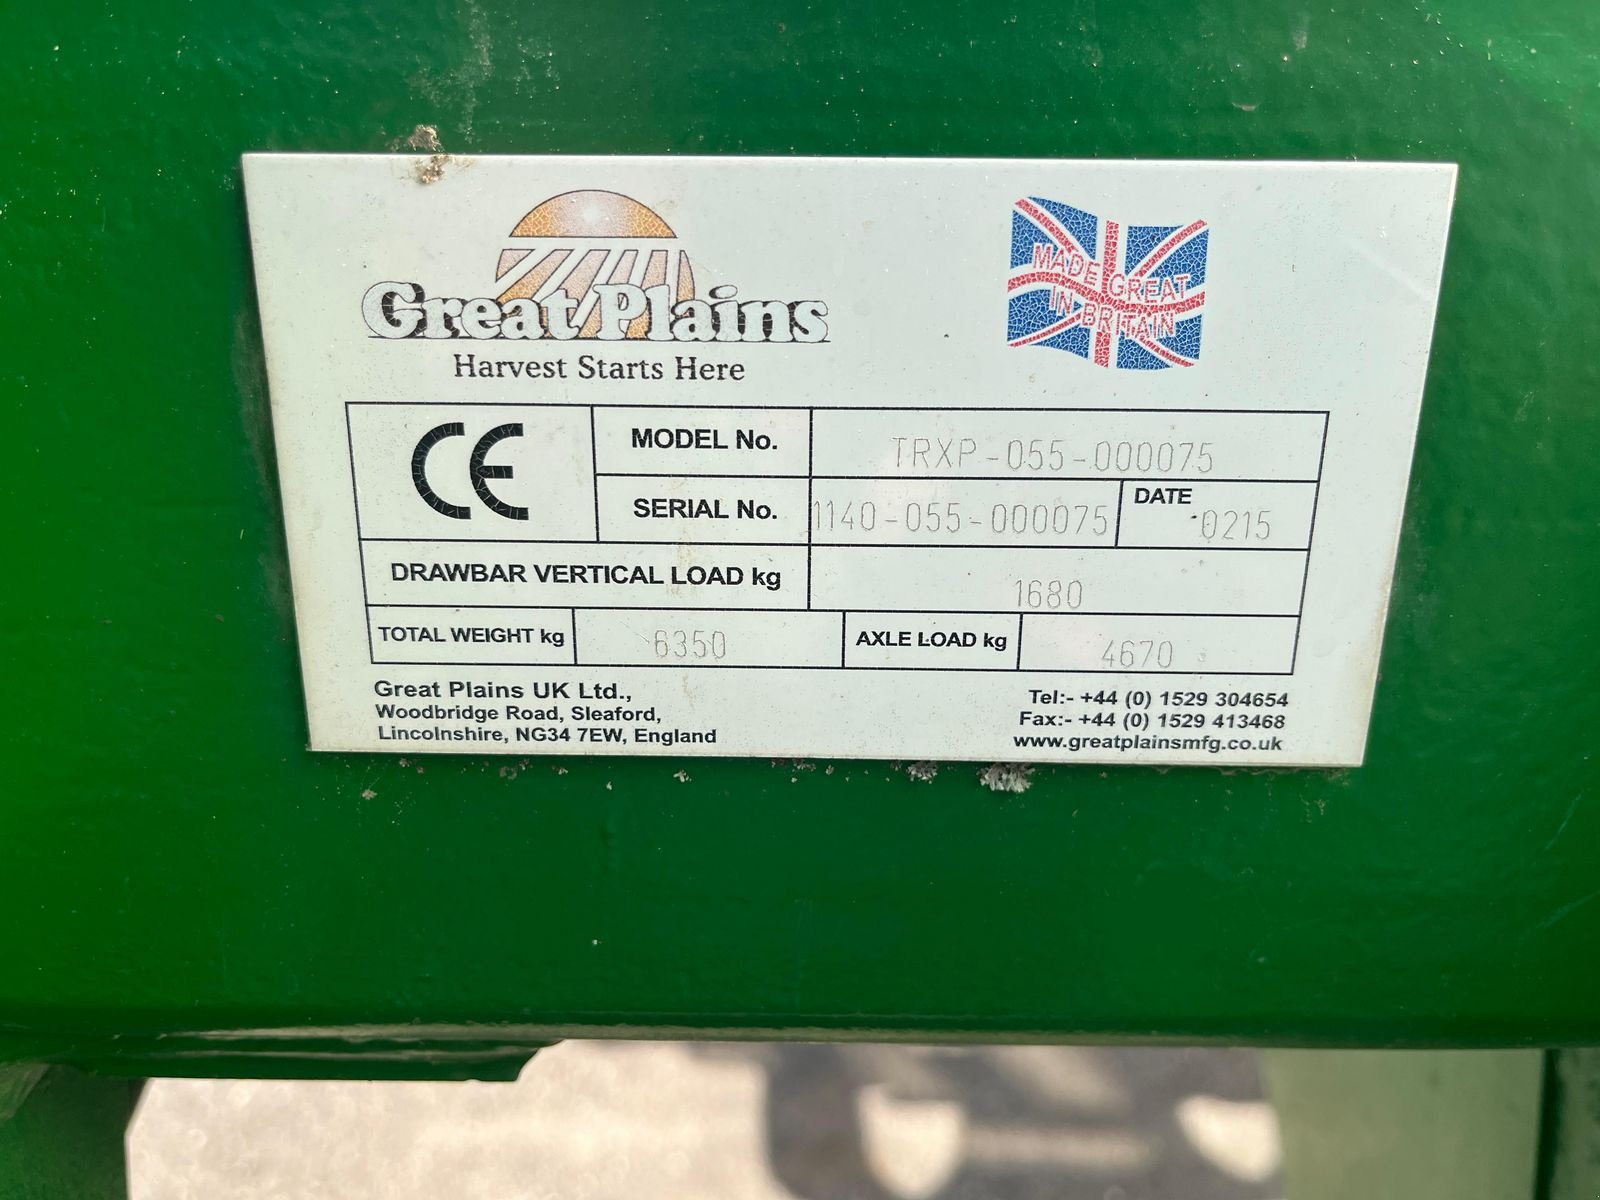 Great Plains
Harvest Starts Here
MADE GREAT
IN BRITAIN
CE
MODEL No. TRXP-055-000075
SERIAL No. 1140-055-000075 DATE 0215
DRAWBAR VERTICAL LOAD kg 1680
TOTAL WEIGHT kg 6350 AXLE LOAD kg 4670
Great Plains UK Ltd.,
Woodbridge Road, Sleaford,
Lincolnshire, NG34 7EW, England
Tel:- +44 (0) 1529 304654
Fax:- +44 (0) 1529 413468
www.greatplainsmfg.co.uk